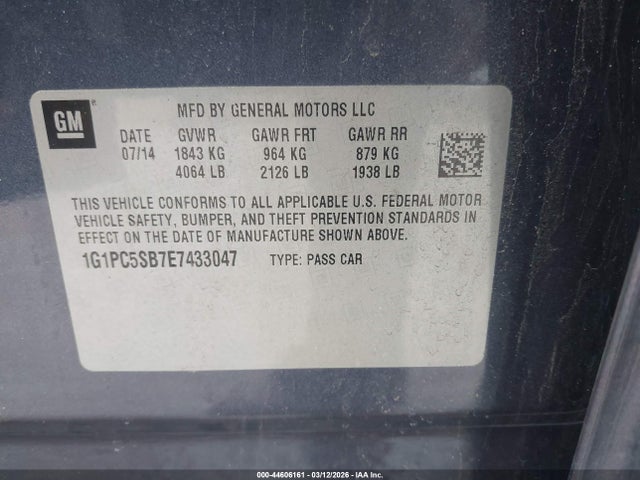 GM
MFD BY GENERAL MOTORS LLC
DATE GVWR GAWR FRT GAWR RR
07/14 1843 KG 964 KG 879 KG
4064 LB 2126 LB 1938 LB
THIS VEHICLE CONFORMS TO ALL APPLICABLE U.S. FEDERAL MOTOR
VEHICLE SAFETY, BUMPER, AND THEFT PREVENTION STANDARDS IN
EFFECT ON THE DATE OF MANUFACTURE SHOWN ABOVE.
1G1PC5SB7E7433047 TYPE: PASS CAR
000-44606161 - 03/12/2026 - IAA Inc.